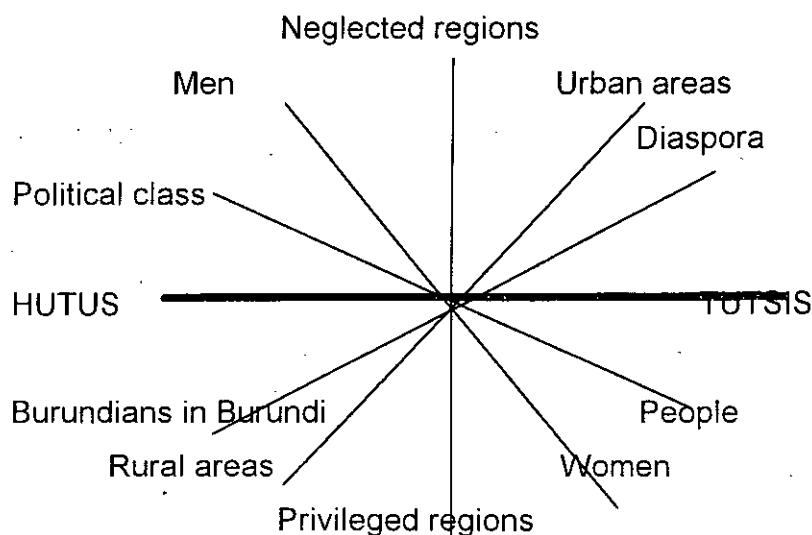 Neglected regions
Men
Urban areas
Diaspora
Political class
HUTUS
TUTSIS
Burundians in Burundi
People
Rural areas
Women
Privileged regions